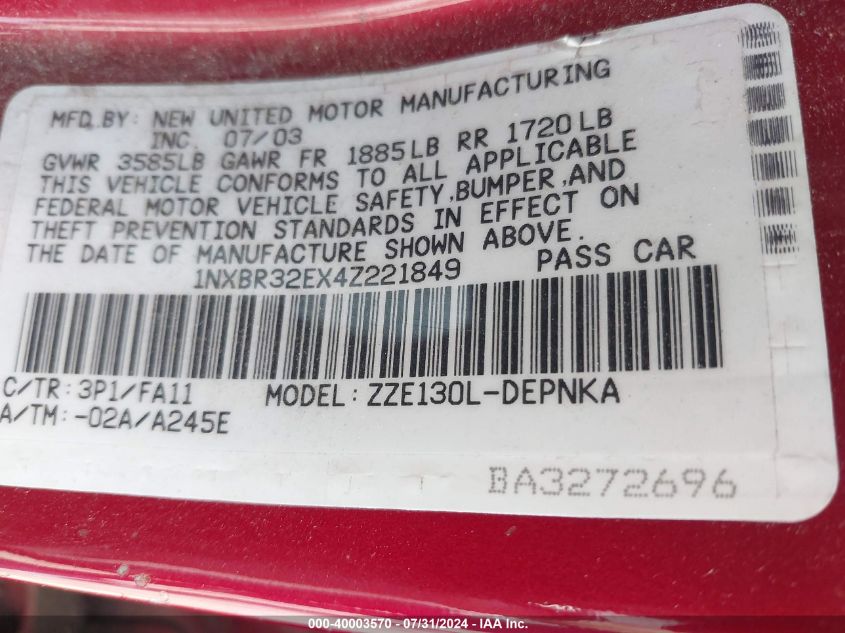 MFD.BY: NEW UNITED MOTOR MANUFACTURING
INC. 07/03
GVWR 3585LB GAWR FR 1885LB RR 1720LB
THIS VEHICLE CONFORMS TO ALL APPLICABLE
FEDERAL MOTOR VEHICLE SAFETY,BUMPER,AND
THEFT PREVENTION STANDARDS IN EFFECT ON
THE DATE OF MANUFACTURE SHOWN ABOVE.
1NXBR32EX4Z221849 PASS CAR
C/TR: 3P1/FA11 MODEL: ZZE130L-DEPNKA
A/TM: -02A/A245E
BA3272696
000-40003570 - 07/31/2024 - IAA Inc.